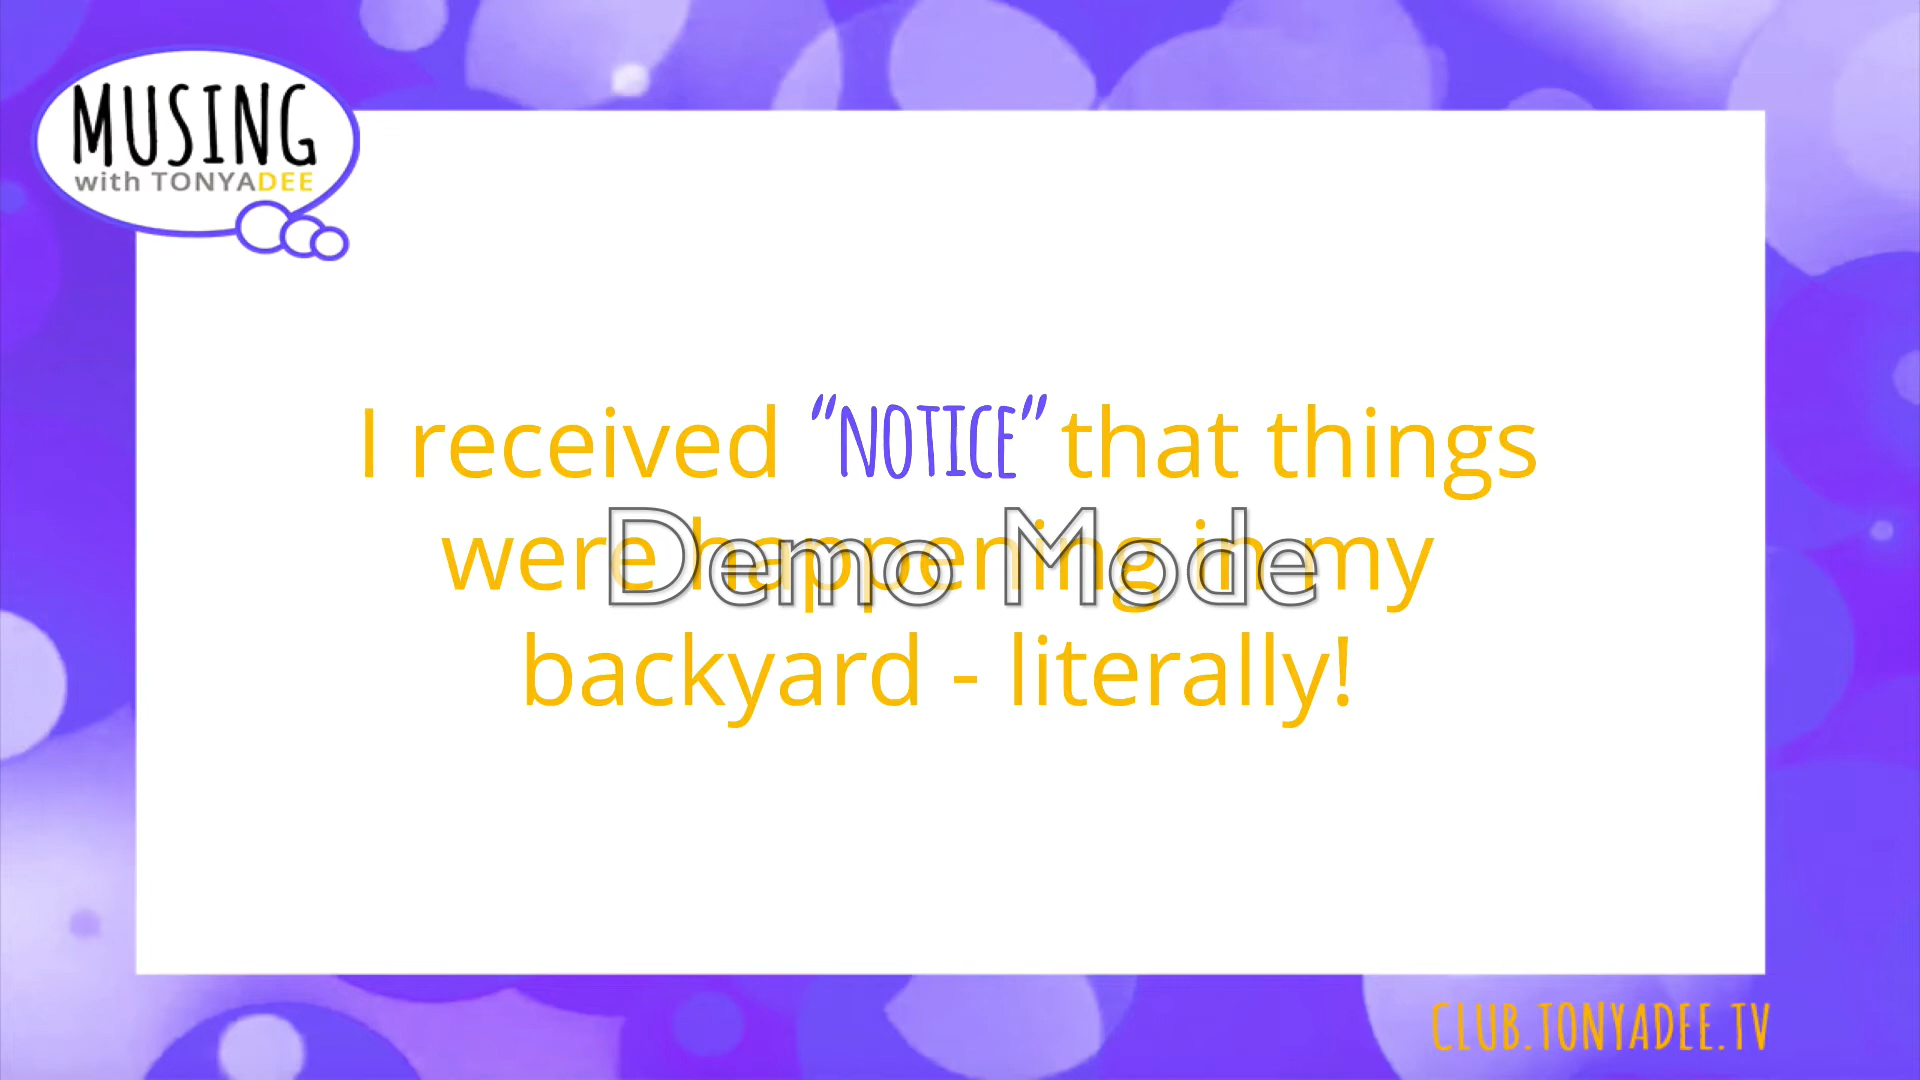 MUSING
with TONYADEE
I received “NOTICE” that things
were happening in my
backyard - literally!
Demo Mode
CLUB.TONYADEE.TV